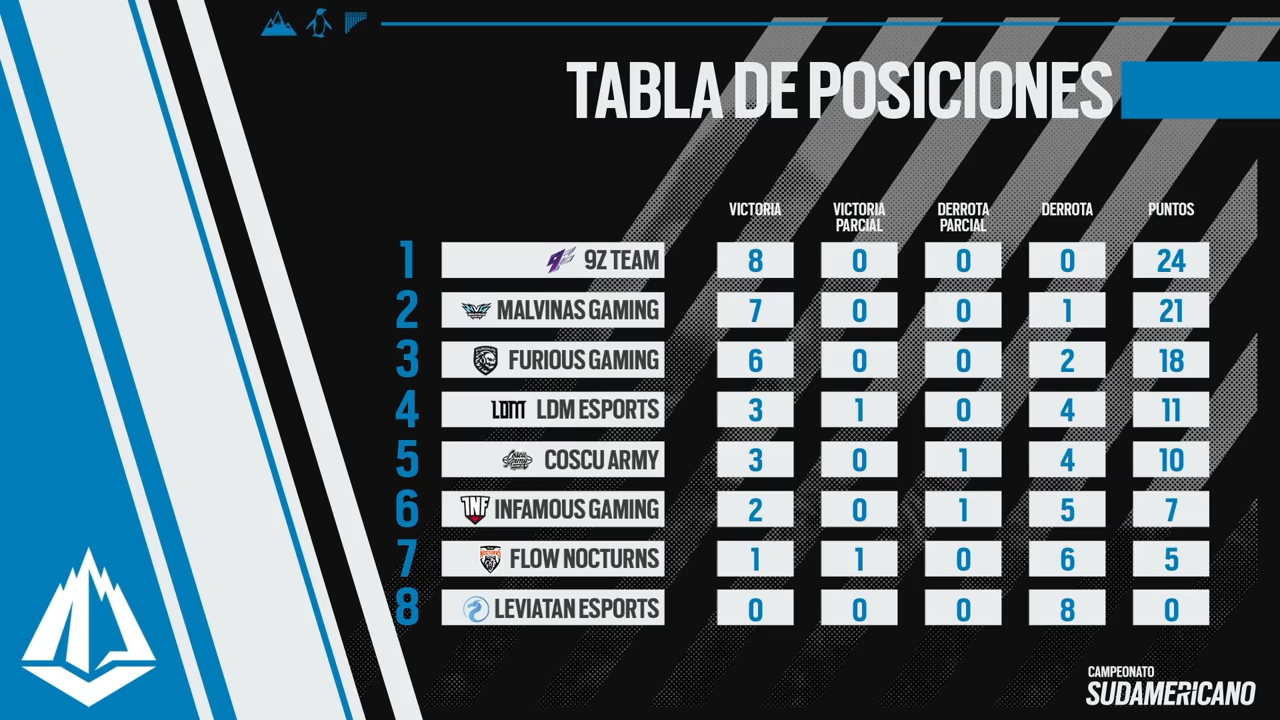 TABLA DE POSICIONES
VICTORIA VICTORIA PARCIAL DERROTA PARCIAL DERROTA PUNTOS
1 9Z TEAM 8 0 0 0 24
2 MALVINAS GAMING 7 0 0 1 21
3 FURIOUS GAMING 6 0 0 2 18
4 LDM LDM ESPORTS 3 1 0 4 11
5 COSCU ARMY 3 0 1 4 10
6 INF INFAMOUS GAMING 2 0 1 5 7
7 FLOW NOCTURNS 1 1 0 6 5
8 LEVIATAN ESPORTS 0 0 0 8 0
CAMPEONATO
SUDAMERICANO